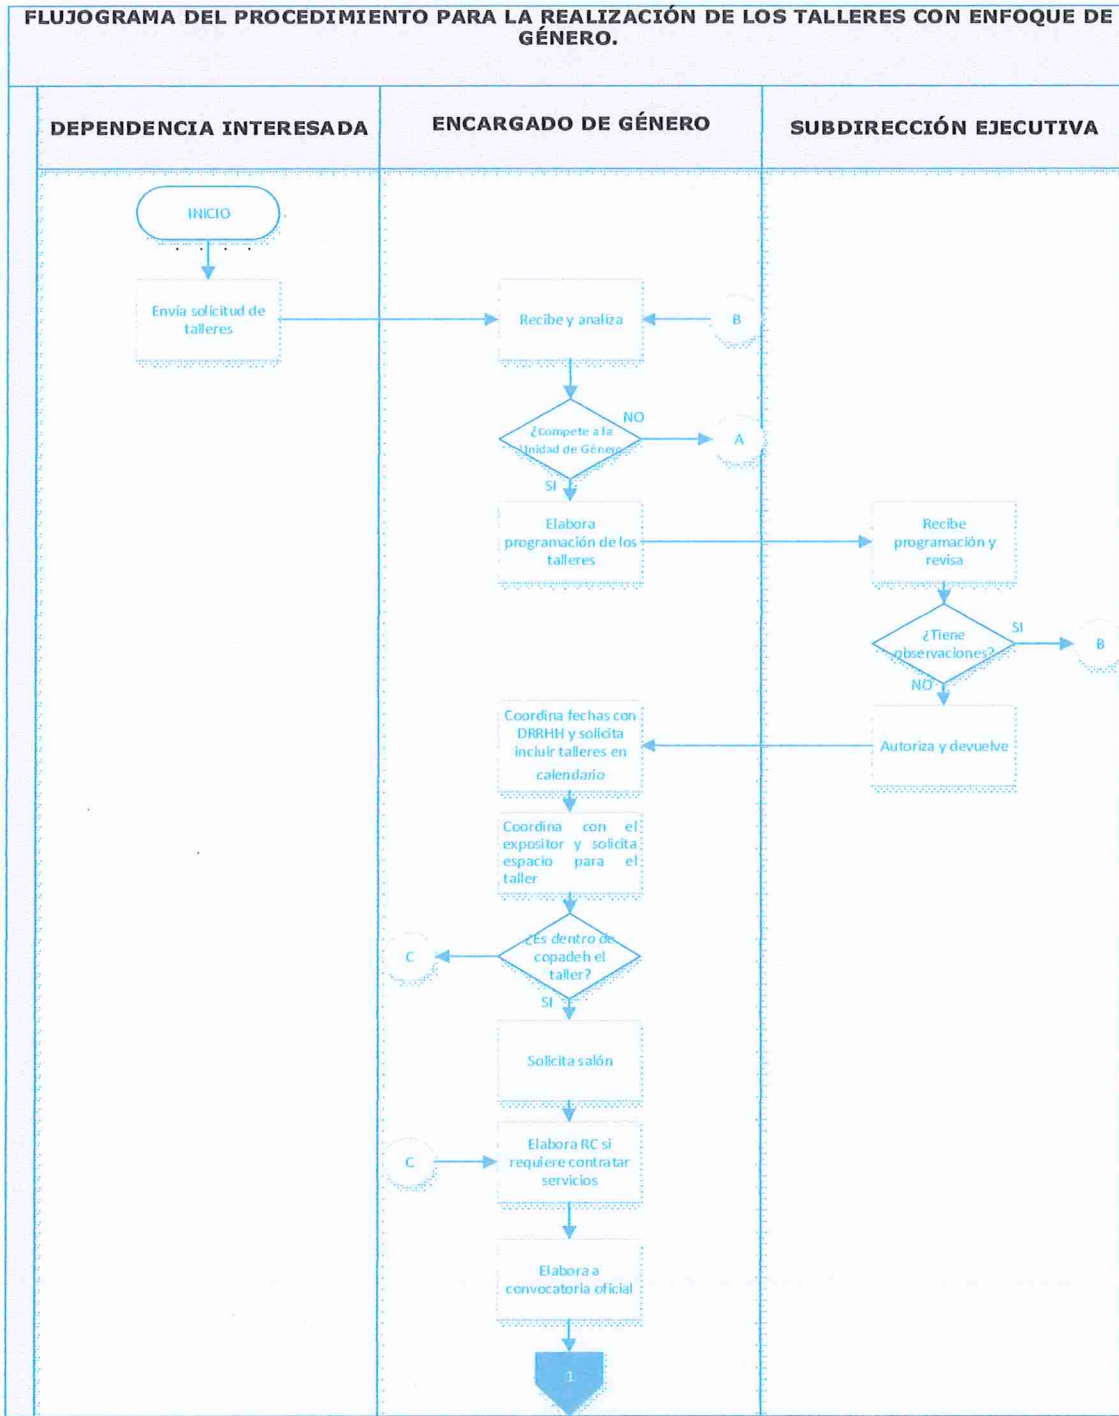 FLUJOGRAMA DEL PROCEDIMIENTO PARA LA REALIZACIÓN DE LOS TALLERES CON ENFOQUE DE
GÉNERO.
DEPENDENCIA INTERESADA
ENCARGADO DE GÉNERO
SUBDIRECCIÓN EJECUTIVA
INICIO
Envía solicitud de
talleres
Recibe y analiza
B
¿Compete a la
Unidad de Género
NO
A
SI
Elabora
programación de los
talleres
Recibe
programación y
revisa
¿Tiene
observaciones?
SI
B
NO
Coordina fechas con
DRRHH y solicita
incluir talleres en
calendario
Autoriza y devuelve
Coordina con el
expositor y solicita
espacio para el
taller
¿Es dentro de
copadeh el
taller?
C
SI
Solicita salón
C
Elabora RC si
requiere contratar
servicios
Elabora a
convocatoria oficial
1